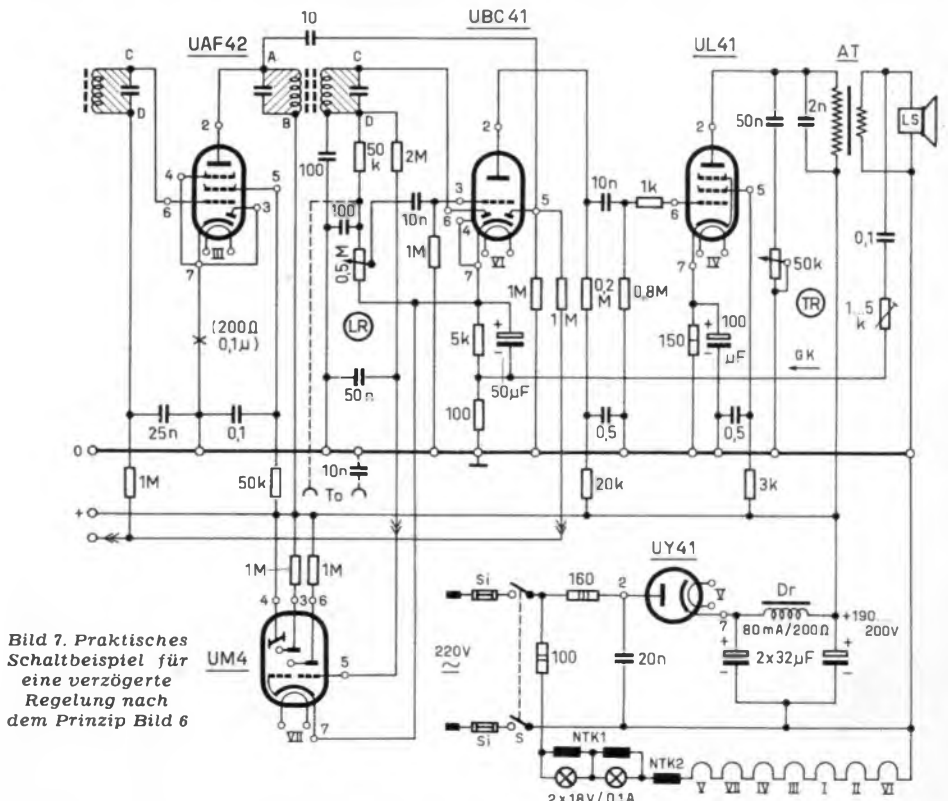 10
UBC 41
UAF42
UL41
AT
C
A
C
D
B
D
2
2
2
50n
2n
LS
100
50
k
2M
4
5
6
3
3
5
6
4
10n
1k
6
5
III
VI
IV
7
7
7
100
0,5M
10n
1M
1M
1M
0,2
M
0,8M
50k
TR
0,1
1...5
k
(200Ω
0,1µ)
LR
5k
+
-
50µF
150
+
-
100
µF
GK
50n
100
25n
0,1
0,5
0,5
0
10n
1M
50k
To
20k
3k
+
1M
1M
4
3
6
UM4
5
VII
7
Si
160
2
UY41
V
7
Dr
80mA/200Ω
+190...
200V
220V
~
100
20n
+
-
2x32µF
+
-
Si
S
NTK1
NTK2
2x18V/0,1A
V
VII
IV
III
I
II
VI
Bild 7. Praktisches
Schaltbeispiel für
eine verzögerte
Regelung nach
dem Prinzip Bild 6